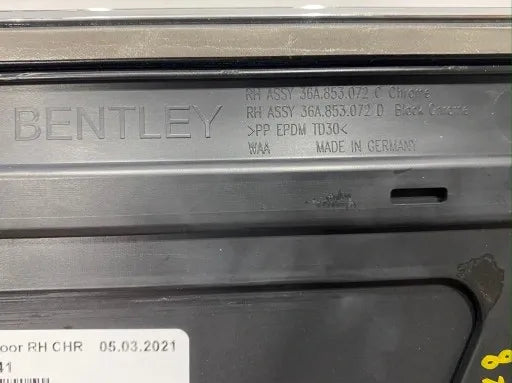 BENTLEY
RH ASSY 36A.853.072 C Chrome
RH ASSY 36A.853.072 D Black Chrome
>PP EPDM TD30<
WAA MADE IN GERMANY
oor RH CHR 05.03.2021
41